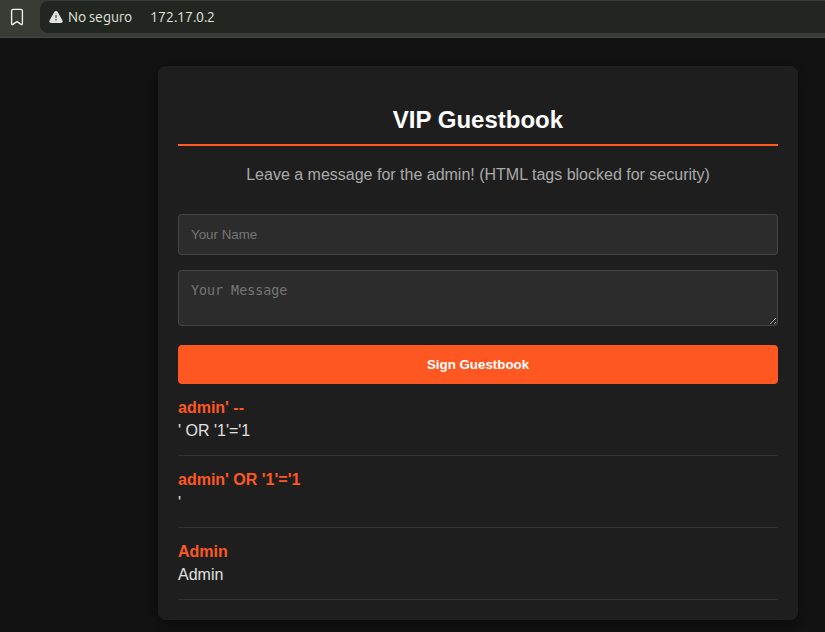 No seguro 172.17.0.2
VIP Guestbook
Leave a message for the admin! (HTML tags blocked for security)
Your Name
Your Message
Sign Guestbook
admin' --
' OR '1'='1
admin' OR '1'='1
'
Admin
Admin